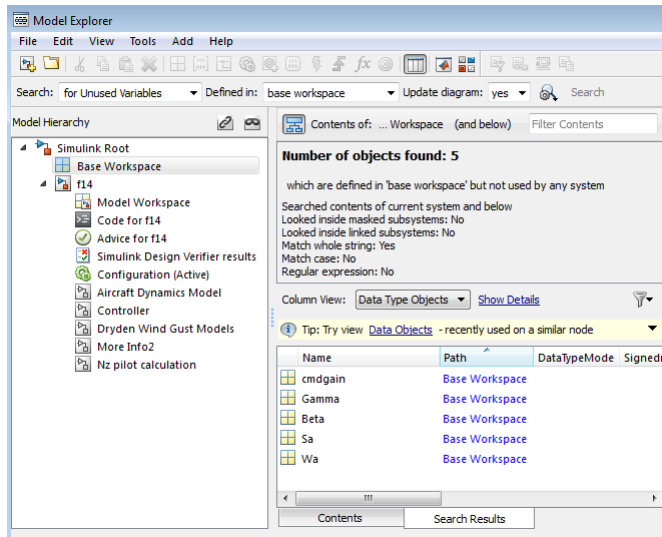 Model Explorer
File Edit View Tools Add Help
Search: for Unused Variables Defined in: base workspace Update diagram: yes Search
Model Hierarchy
Simulink Root
Base Workspace
f14
Model Workspace
Code for f14
Advice for f14
Simulink Design Verifier results
Configuration (Active)
Aircraft Dynamics Model
Controller
Dryden Wind Gust Models
More Info2
Nz pilot calculation
Contents of: ... Workspace (and below) Filter Contents
Number of objects found: 5
which are defined in 'base workspace' but not used by any system
Searched contents of current system and below
Looked inside masked subsystems: No
Looked inside linked subsystems: No
Match whole string: Yes
Match case: No
Regular expression: No
Column View: Data Type Objects Show Details
Tip: Try view Data Objects - recently used on a similar node
Name Path DataTypeMode
cmdgain Base Workspace
Gamma Base Workspace
Beta Base Workspace
Sa Base Workspace
Wa Base Workspace
Contents Search Results